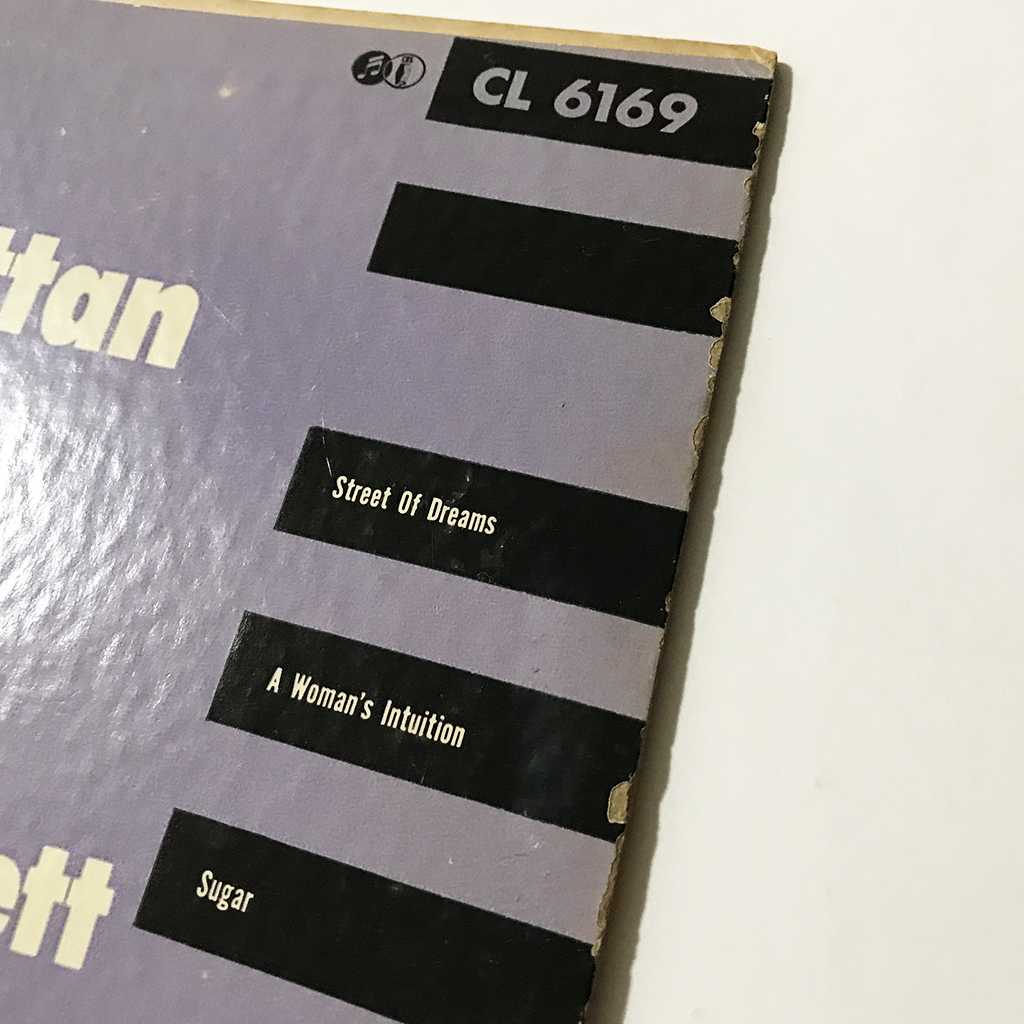 CL 6169
ttan
Street Of Dreams
A Woman's Intuition
Sugar
ett